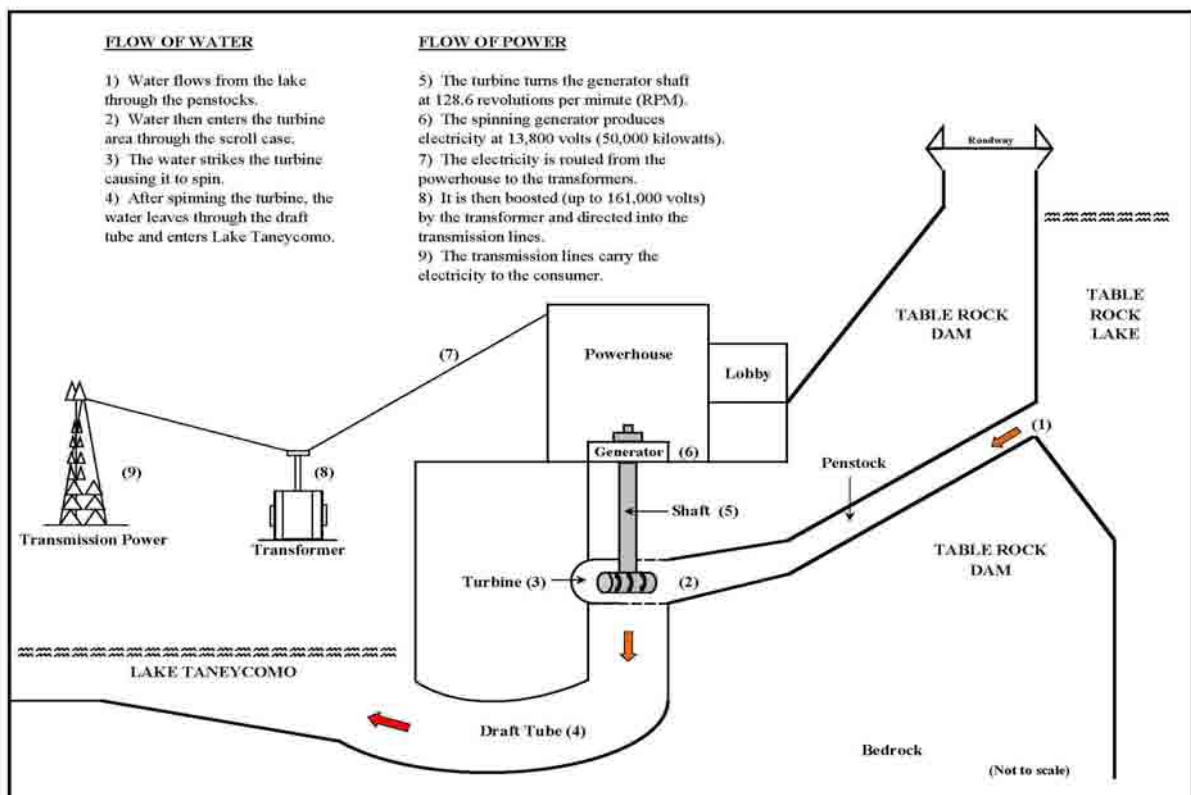 FLOW OF WATER
1) Water flows from the lake
through the penstocks.
2) Water then enters the turbine
area through the scroll case.
3) The water strikes the turbine
causing it to spin.
4) After spinning the turbine, the
water leaves through the draft
tube and enters Lake Taneycomo.
FLOW OF POWER
5) The turbine turns the generator shaft
at 128.6 revolutions per minute (RPM).
6) The spinning generator produces
electricity at 13,800 volts (50,000 kilowatts).
7) The electricity is routed from the
powerhouse to the transformers.
8) It is then boosted (up to 161,000 volts)
by the transformer and directed into the
transmission lines.
9) The transmission lines carry the
electricity to the consumer.
Roadway
TABLE ROCK
DAM
TABLE
ROCK
LAKE
Powerhouse
Lobby
(7)
(1)
Generator (6)
(9)
(8)
Penstock
Shaft (5)
Transmission Power
Transformer
TABLE ROCK
DAM
Turbine (3)
(2)
LAKE TANEYCOMO
Draft Tube (4)
Bedrock
(Not to scale)